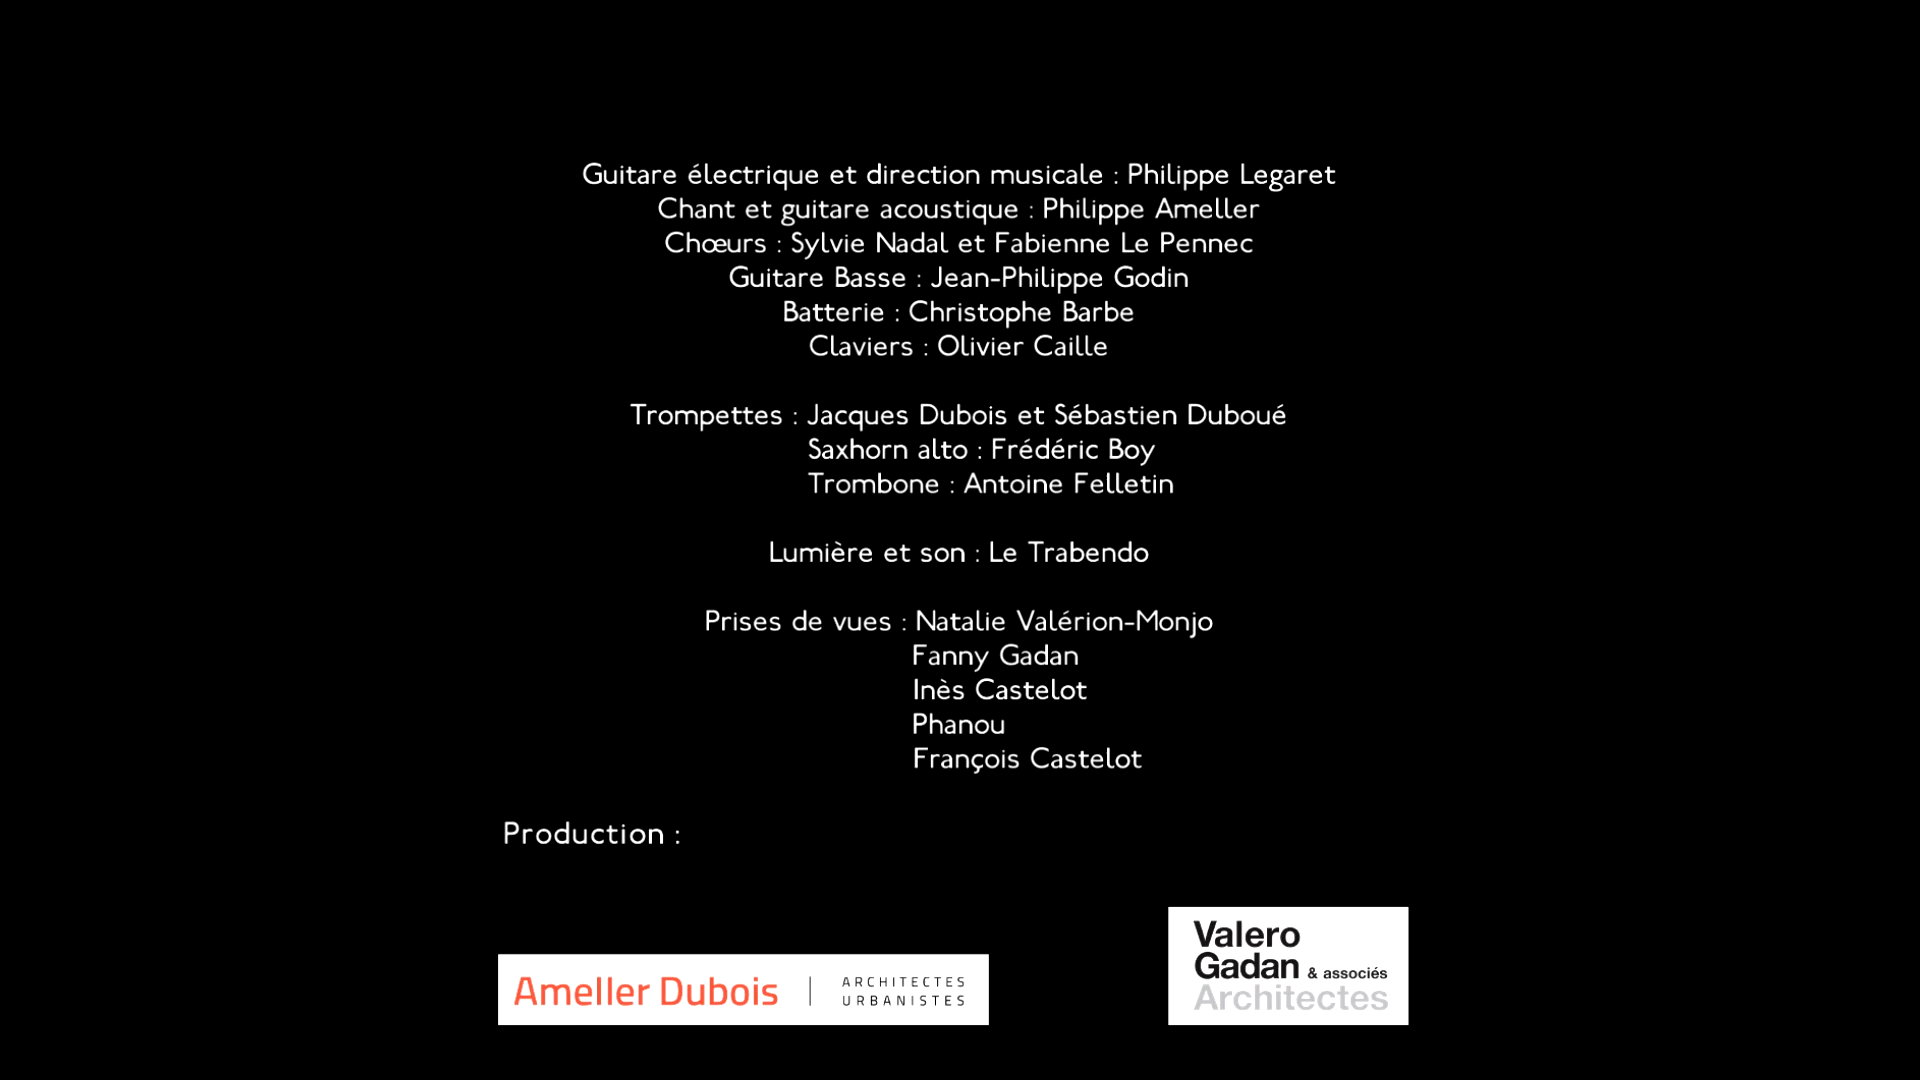 Guitare électrique et direction musicale : Philippe Legaret
Chant et guitare acoustique : Philippe Ameller
Chœurs : Sylvie Nadal et Fabienne Le Pennec
Guitare Basse : Jean-Philippe Godin
Batterie : Christophe Barbe
Claviers : Olivier Caille
Trompettes : Jacques Dubois et Sébastien Duboué
Saxhorn alto : Frédéric Boy
Trombone : Antoine Felletin
Lumière et son : Le Trabendo
Prises de vues : Natalie Valérion-Monjo
Fanny Gadan
Inès Castelot
Phanou
François Castelot
Production :
Ameller Dubois | ARCHITECTES
URBANISTES
Valero
Gadan & associés
Architectes